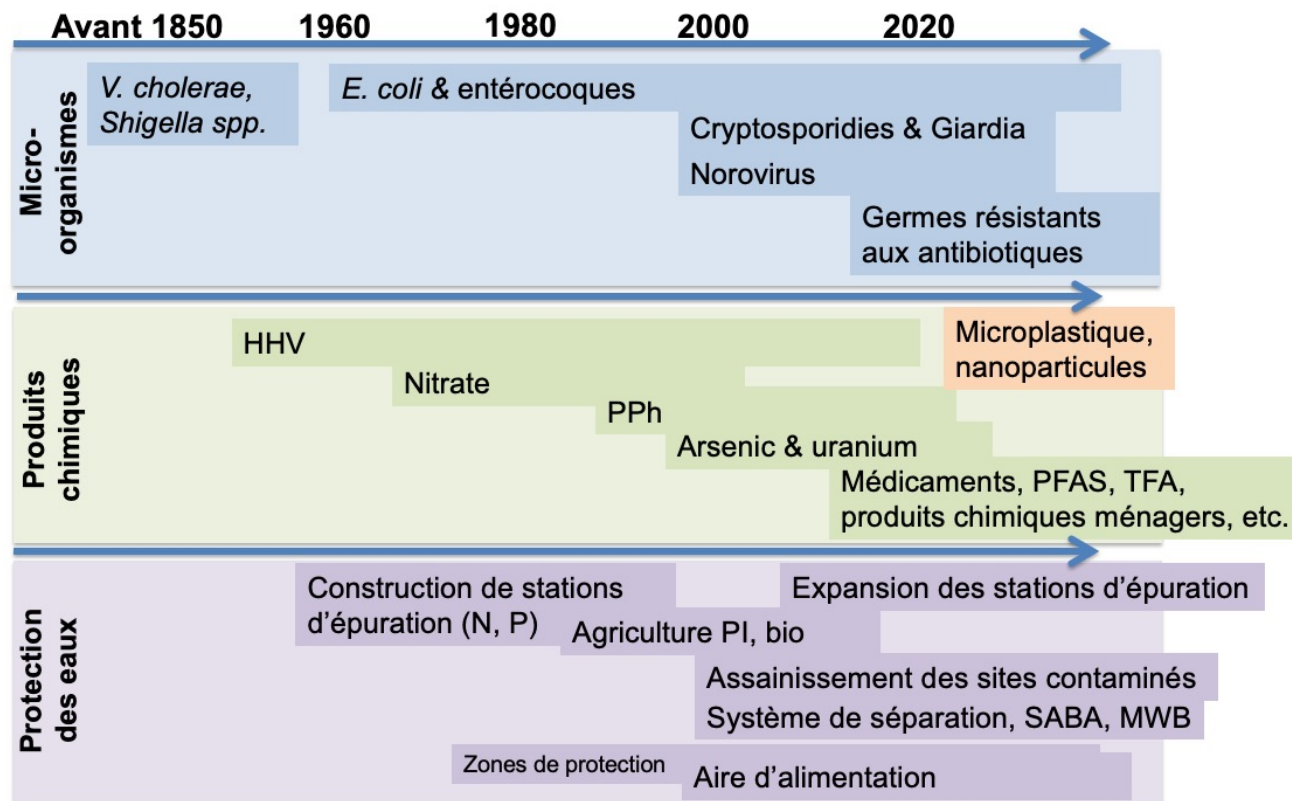 Avant 1850 1960 1980 2000 2020
Micro-
organismes
V. cholerae,
Shigella spp.
E. coli & entérocoques
Cryptosporidies & Giardia
Norovirus
Germes résistants
aux antibiotiques
Produits
chimiques
HHV
Microplastique,
nanoparticules
Nitrate
PPh
Arsenic & uranium
Médicaments, PFAS, TFA,
produits chimiques ménagers, etc.
Protection
des eaux
Construction de stations
d'épuration (N, P)
Expansion des stations d'épuration
Agriculture PI, bio
Assainissement des sites contaminés
Système de séparation, SABA, MWB
Zones de protection
Aire d'alimentation